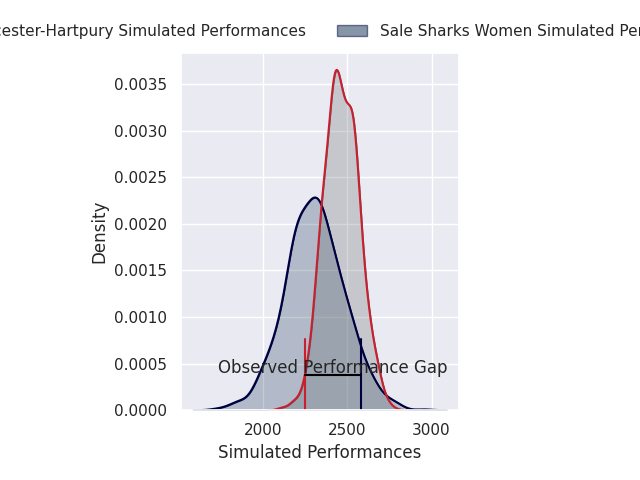 cester-Hartpury Simulated Performances
Sale Sharks Women Simulated Per
0.0035
0.0030
0.0025
0.0020
0.0015
0.0010
0.0005
0.0000
Density
Observed Performance Gap
2000
2500
3000
Simulated Performances